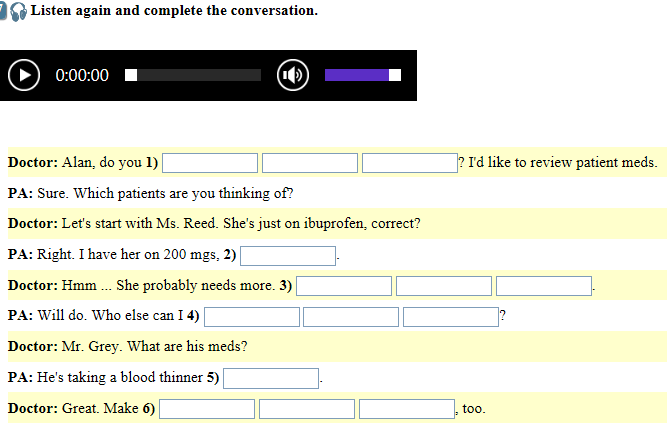 Listen again and complete the conversation.
0:00:00
Doctor: Alan, do you 1) ? I'd like to review patient meds.
PA: Sure. Which patients are you thinking of?
Doctor: Let's start with Ms. Reed. She's just on ibuprofen, correct?
PA: Right. I have her on 200 mgs, 2) .
Doctor: Hmm ... She probably needs more. 3) .
PA: Will do. Who else can I 4) ?
Doctor: Mr. Grey. What are his meds?
PA: He's taking a blood thinner 5) .
Doctor: Great. Make 6) , too.